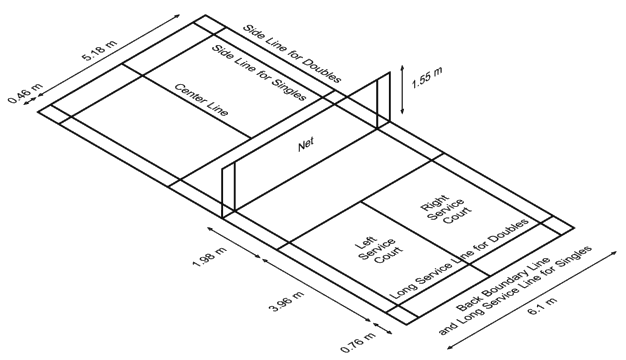 Side Line for Doubles
5.18 m
Side Line for Singles
0.46 m
1.55 m
Center Line
Net
Right
Service
Court
Left
Service
Court
Long Service Line for Doubles
1.98 m
3.96 m
0.76 m
Back Boundary Line
and Long Service Line for Singles
6.1 m